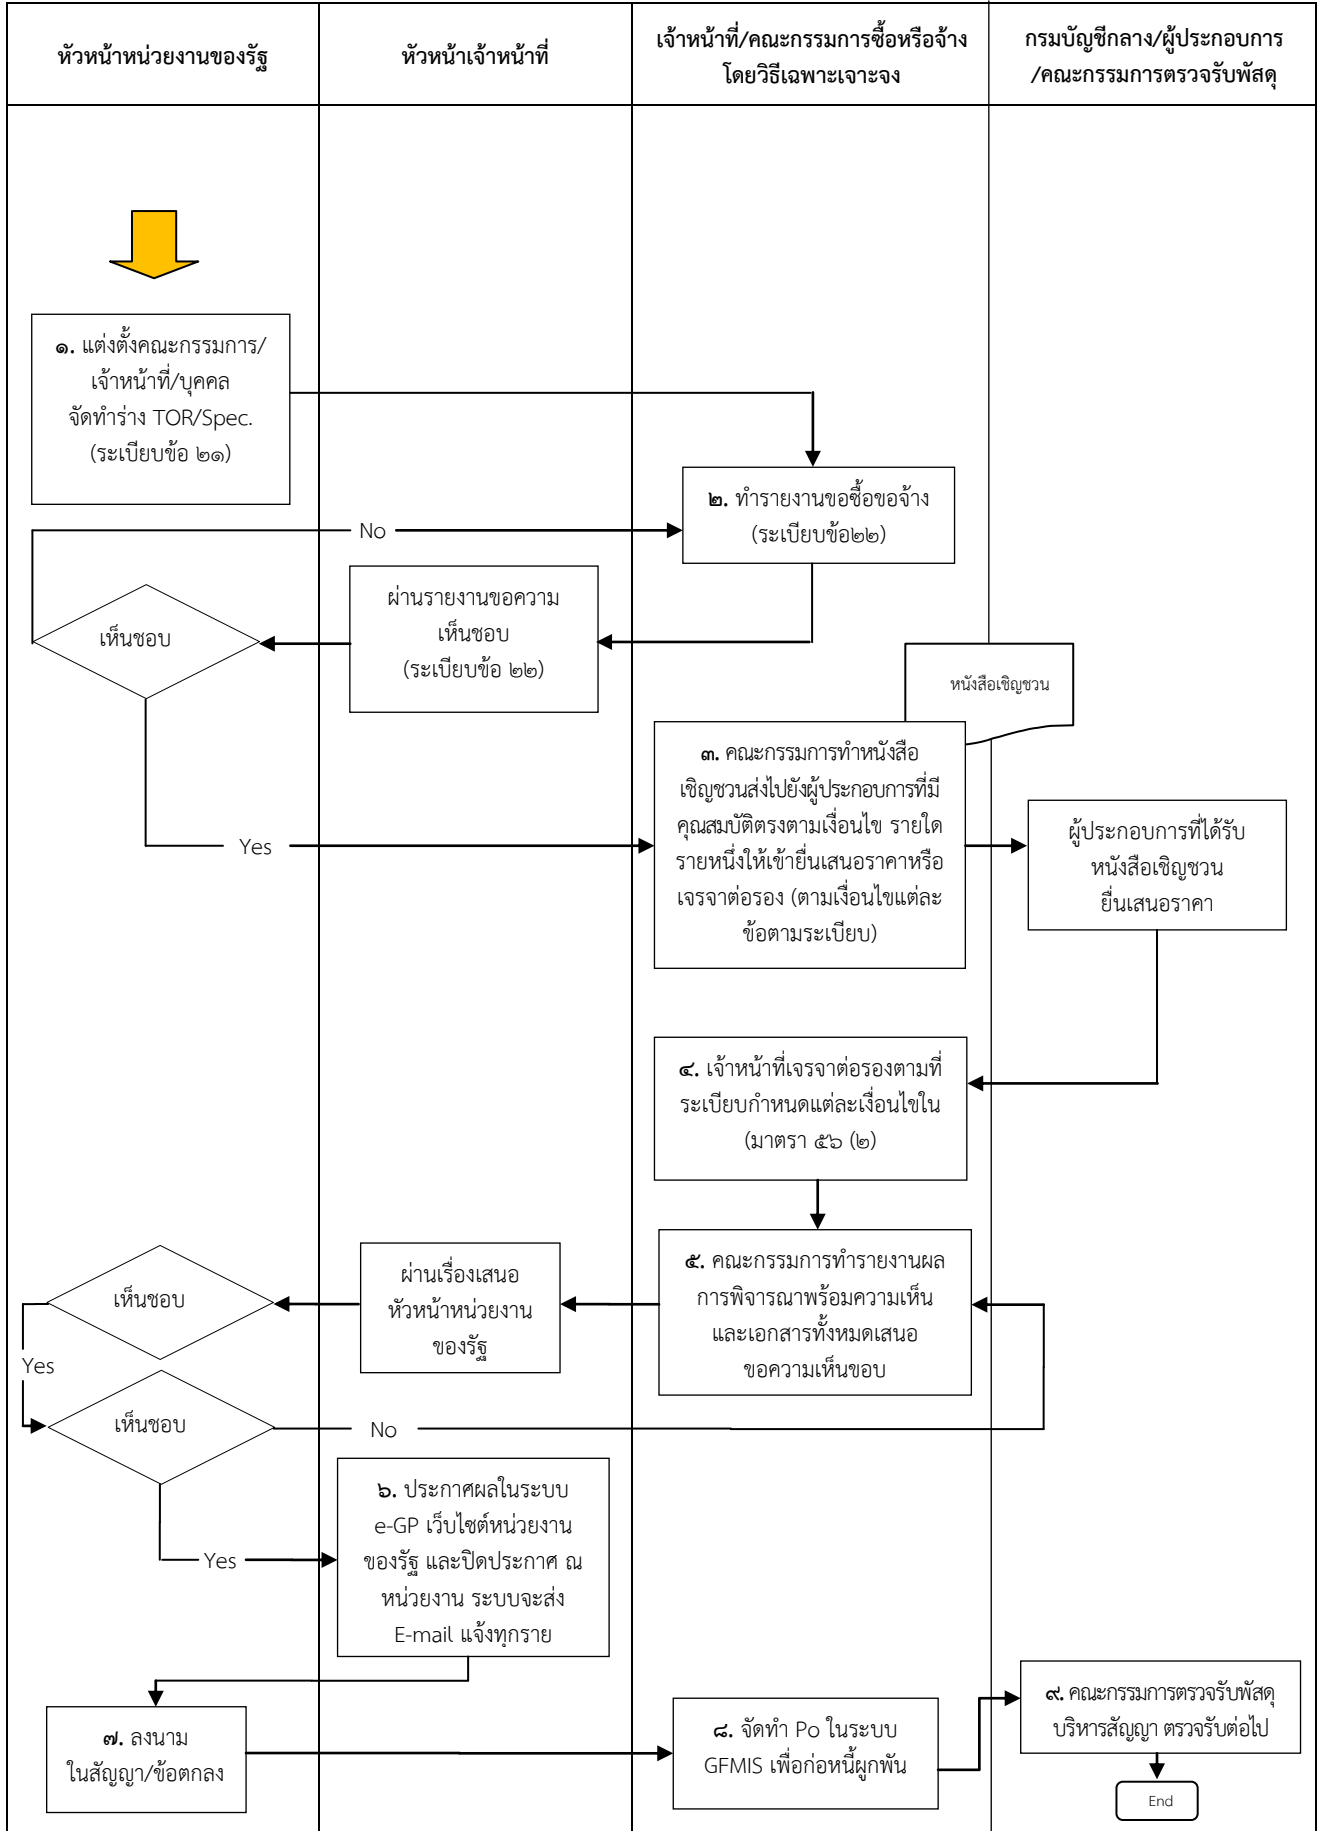 หัวหน้าหน่วยงานของรัฐ
หัวหน้าเจ้าหน้าที่
เจ้าหน้าที่/คณะกรรมการซื้อหรือจ้าง
โดยวิธีเฉพาะเจาะจง
กรมบัญชีกลาง/ผู้ประกอบการ
/คณะกรรมการตรวจรับพัสดุ
๑. แต่งตั้งคณะกรรมการ/
เจ้าหน้าที่/บุคคล
จัดทำร่าง TOR/Spec.
(ระเบียบข้อ ๒๑)
๒. ทำรายงานขอซื้อขอจ้าง
(ระเบียบข้อ๒๒)
No
ผ่านรายงานขอความ
เห็นชอบ
(ระเบียบข้อ ๒๒)
เห็นชอบ
หนังสือเชิญชวน
๓. คณะกรรมการทำหนังสือ
เชิญชวนส่งไปยังผู้ประกอบการที่มี
คุณสมบัติตรงตามเงื่อนไข รายใด
รายหนึ่งให้เข้ายื่นเสนอราคาหรือ
เจรจาต่อรอง (ตามเงื่อนไขแต่ละ
ข้อตามระเบียบ)
Yes
ผู้ประกอบการที่ได้รับ
หนังสือเชิญชวน
ยื่นเสนอราคา
๔. เจ้าหน้าที่เจรจาต่อรองตามที่
ระเบียบกำหนดแต่ละเงื่อนไขใน
(มาตรา ๕๖ (๒)
๕. คณะกรรมการทำรายงานผล
การพิจารณาพร้อมความเห็น
และเอกสารทั้งหมดเสนอ
ขอความเห็นขอบ
ผ่านเรื่องเสนอ
หัวหน้าหน่วยงาน
ของรัฐ
เห็นชอบ
Yes
เห็นชอบ
No
๖. ประกาศผลในระบบ
e-GP เว็บไซต์หน่วยงาน
ของรัฐ และปิดประกาศ ณ
หน่วยงาน ระบบจะส่ง
E-mail แจ้งทุกราย
Yes
๗. ลงนาม
ในสัญญา/ข้อตกลง
๘. จัดทำ Po ในระบบ
GFMIS เพื่อก่อหนี้ผูกพัน
๙. คณะกรรมการตรวจรับพัสดุ
บริหารสัญญา ตรวจรับต่อไป
End